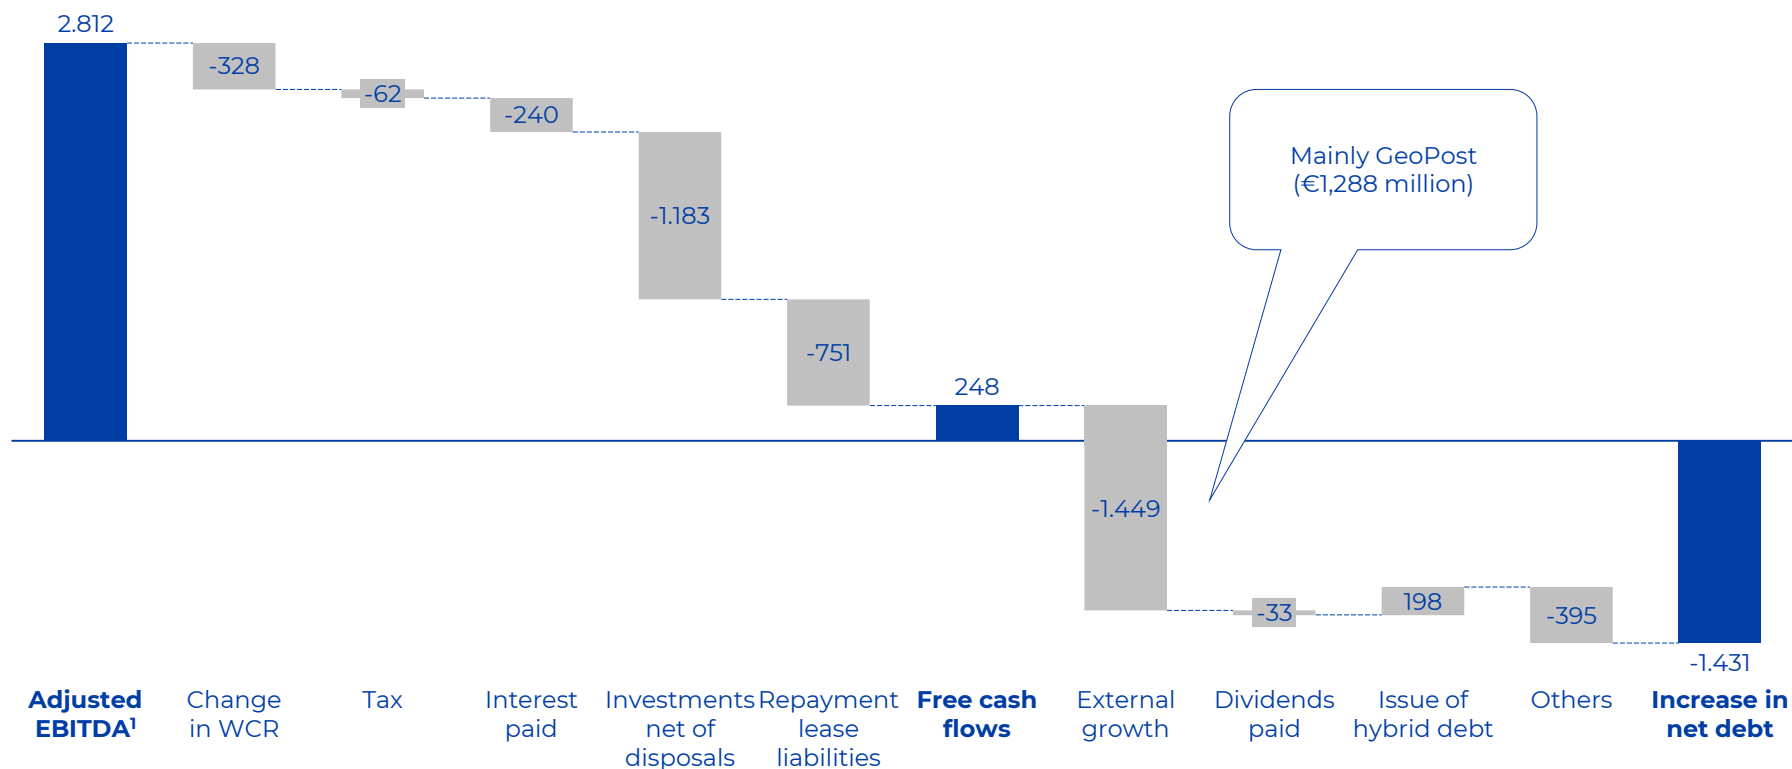 2.812
-328
-62
-240
-1.183
-751
248
-1.449
-33
198
-395
-1.431
Mainly GeoPost
(€1,288 million)
Adjusted
EBITDA¹
Change
in WCR
Tax
Interest
paid
Investments
net of
disposals
Repayment
lease
liabilities
Free cash
flows
External
growth
Dividends
paid
Issue of
hybrid debt
Others
Increase in
net debt